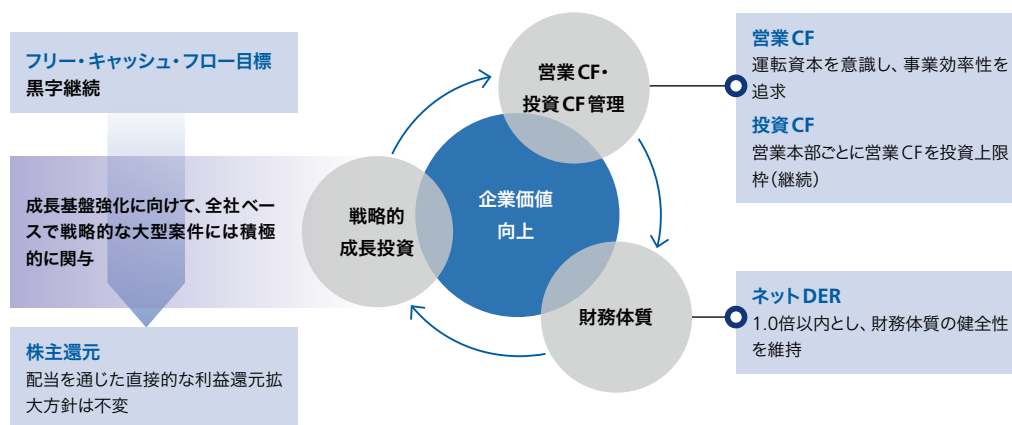 フリー・キャッシュ・フロー目標
黒字継続
成長基盤強化に向けて、全社ベー
スで戦略的な大型案件には積極
的に関与
株主還元
配当を通じた直接的な利益還元拡
大方針は不変
営業CF・
投資CF管理
企業価値
向上
戦略的
成長投資
財務体質
営業CF
運転資本を意識し、事業効率性を
追求
投資CF
営業本部ごとに営業CFを投資上限
枠（継続）
ネットDER
1.0倍以内とし、財務体質の健全性
を維持